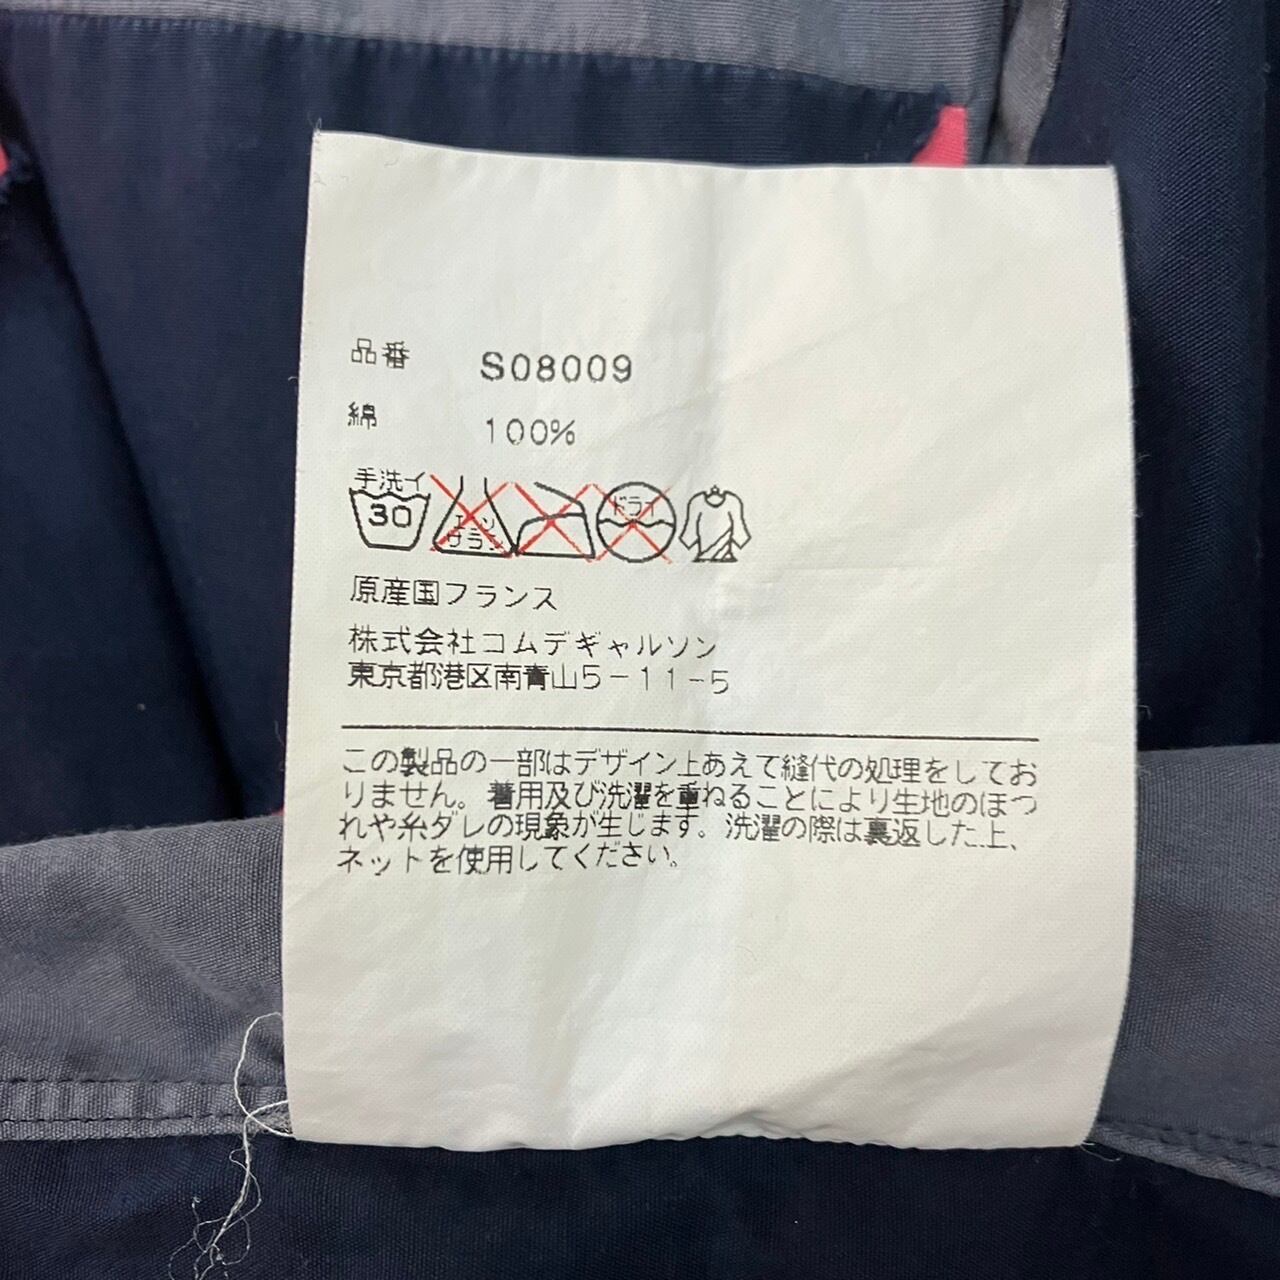 品番 S08009
綿 100%
手洗イ
30
エンソ
サラシ
ドライ
原産国フランス
株式会社コムデギャルソン
東京都港区南青山5-11-5
この製品の一部はデザイン上あえて縫代の処理をしてお
りません。着用及び洗濯を重ねることにより生地のほつ
れや糸ダレの現象が生じます。洗濯の際は裏返した上、
ネットを使用してください。